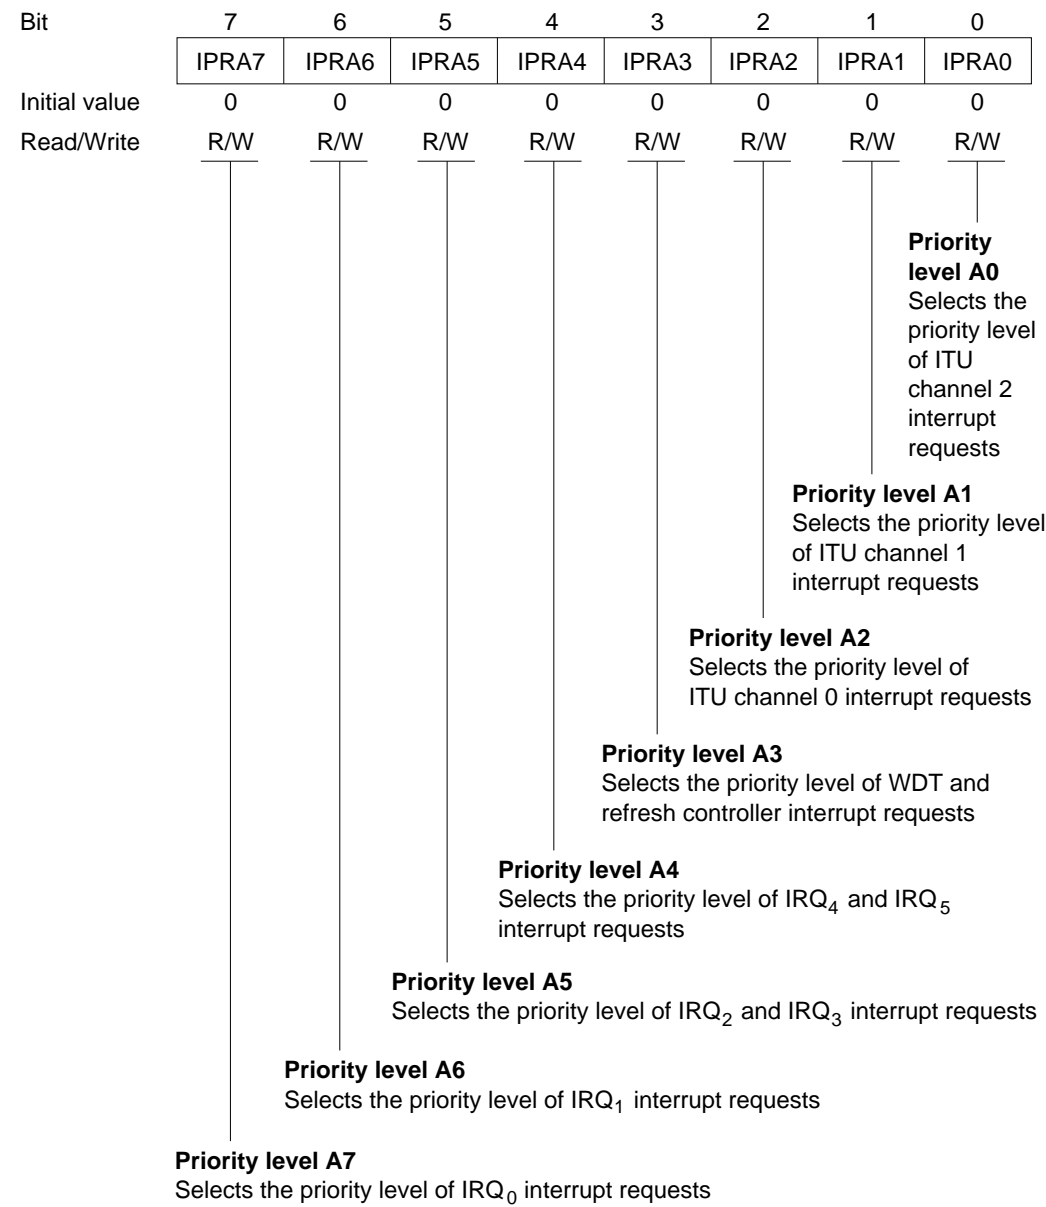 Bit 7 6 5 4 3 2 1 0
IPRA7 IPRA6 IPRA5 IPRA4 IPRA3 IPRA2 IPRA1 IPRA0
Initial value 0 0 0 0 0 0 0 0
Read/Write R/W R/W R/W R/W R/W R/W R/W R/W
Priority
level A0
Selects the
priority level
of ITU
channel 2
interrupt
requests
Priority level A1
Selects the priority level
of ITU channel 1
interrupt requests
Priority level A2
Selects the priority level of
ITU channel 0 interrupt requests
Priority level A3
Selects the priority level of WDT and
refresh controller interrupt requests
Priority level A4
Selects the priority level of IRQ4 and IRQ5
interrupt requests
Priority level A5
Selects the priority level of IRQ2 and IRQ3 interrupt requests
Priority level A6
Selects the priority level of IRQ1 interrupt requests
Priority level A7
Selects the priority level of IRQ0 interrupt requests